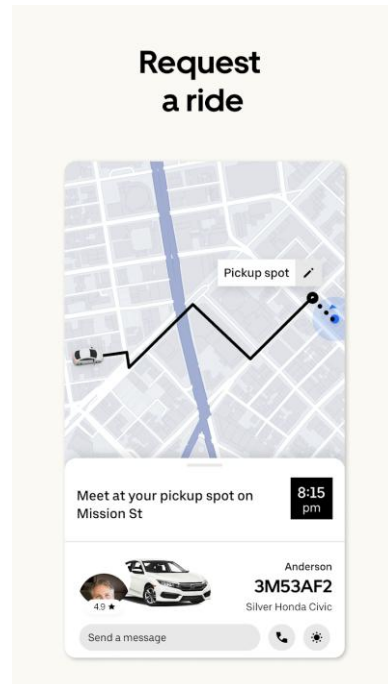 Request
a ride
Pickup spot
Meet at your pickup spot on
Mission St
8:15
pm
Anderson
3M53AF2
4.9 ★
Silver Honda Civic
Send a message